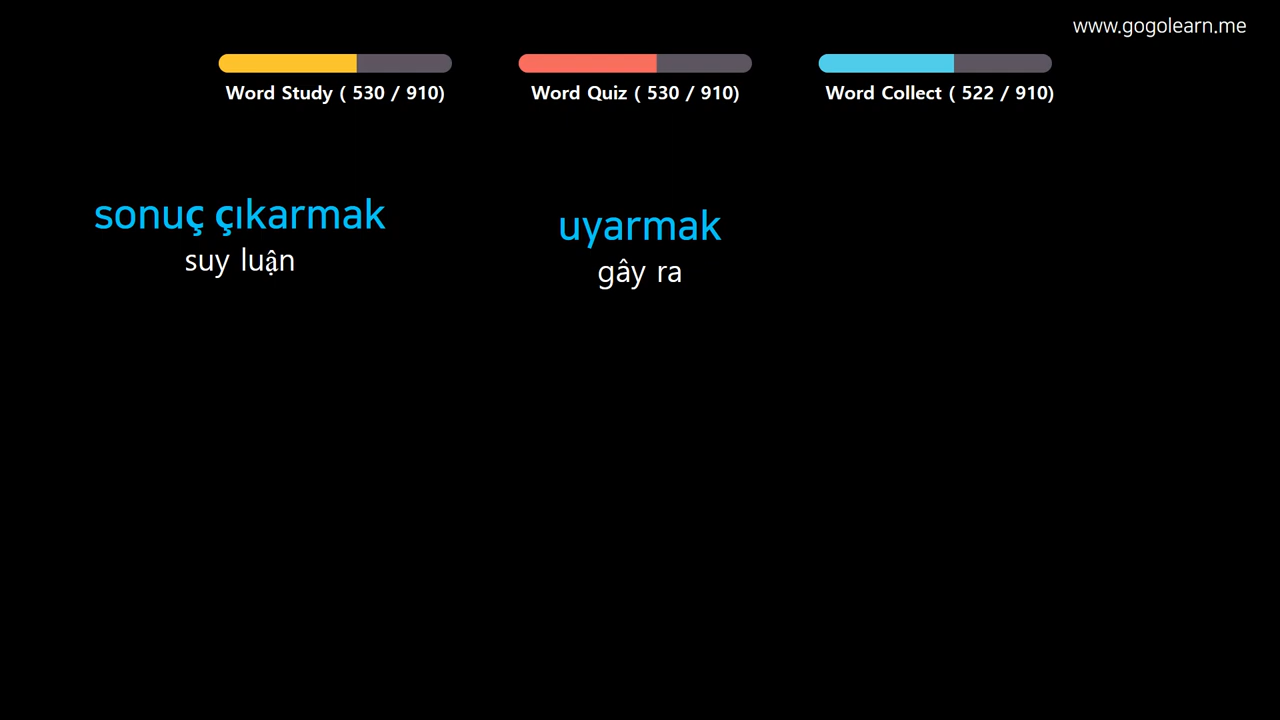 www.gogolearn.me
Word Study ( 530 / 910)
Word Quiz ( 530 / 910)
Word Collect ( 522 / 910)
sonuç çıkarmak
suy luận
uyarmak
gây ra